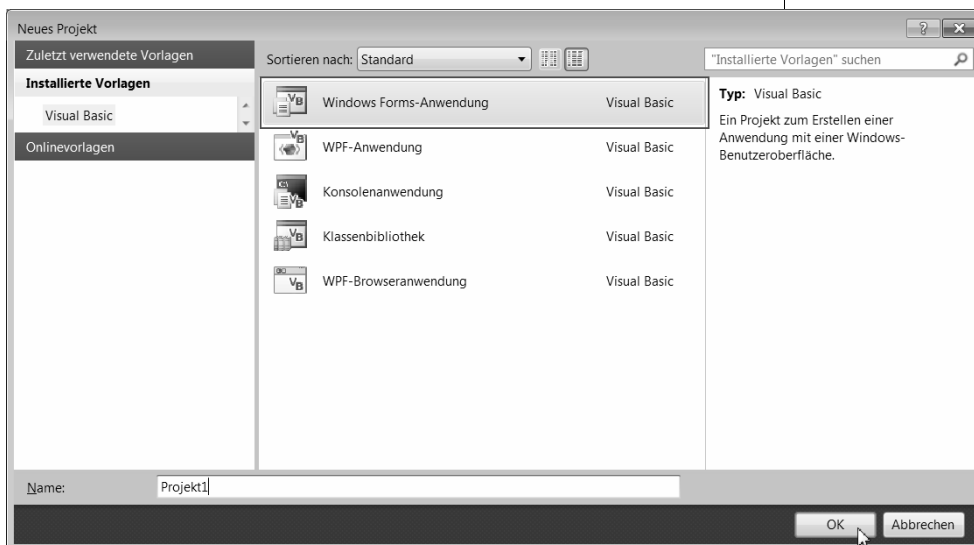 Neues Projekt
Zuletzt verwendete Vorlagen
Installierte Vorlagen
Visual Basic
Onlinevorlagen
Sortieren nach: Standard
Windows Forms-Anwendung Visual Basic
WPF-Anwendung Visual Basic
Konsolenanwendung Visual Basic
Klassenbibliothek Visual Basic
WPF-Browseranwendung Visual Basic
"Installierte Vorlagen" suchen
Typ: Visual Basic
Ein Projekt zum Erstellen einer
Anwendung mit einer Windows-
Benutzeroberfläche.
Name: Projekt1
OK Abbrechen